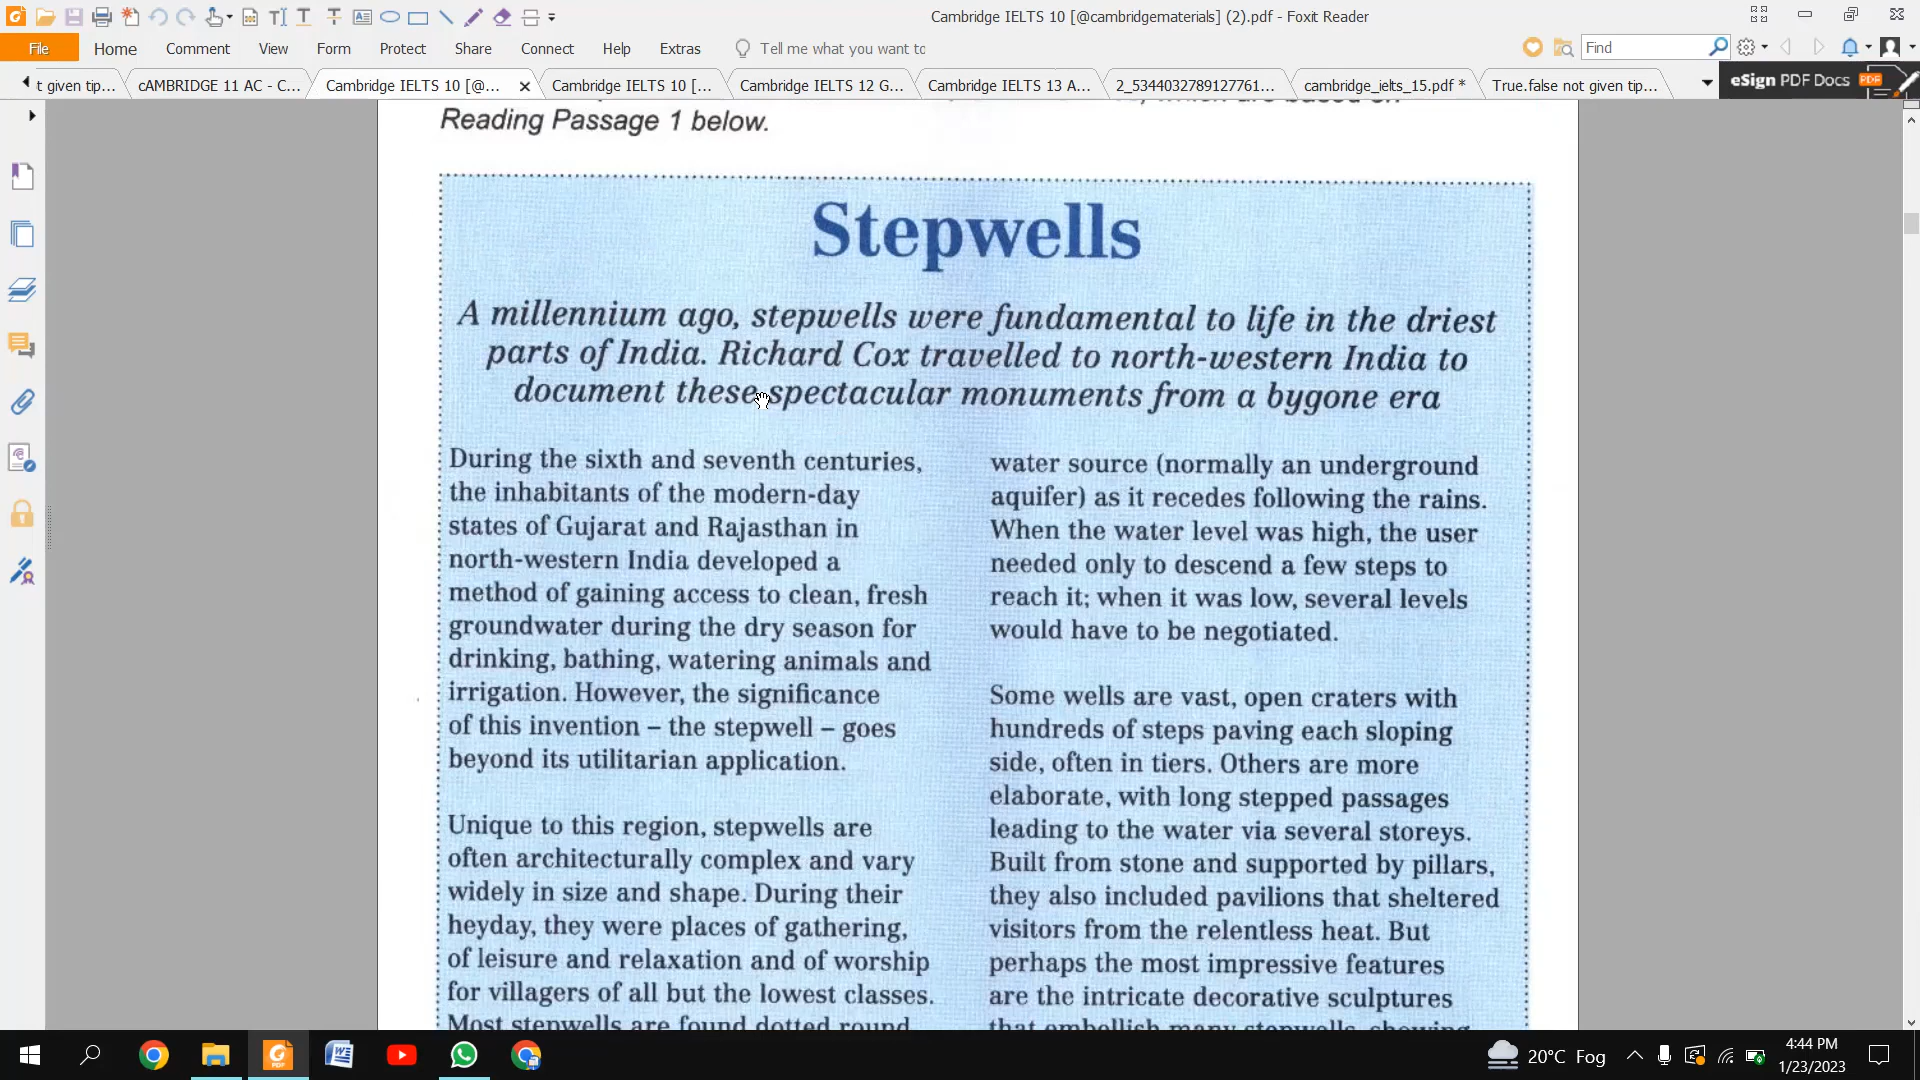 Cambridge IELTS 10 [@cambridgematerials] (2).pdf - Foxit Reader
File
Home
Comment
View
Form
Protect
Share
Connect
Help
Extras
Tell me what you want to
Find
t given tip...
cAMBRIDGE 11 AC - C...
Cambridge IELTS 10 [@...
Cambridge IELTS 10 [...
Cambridge IELTS 12 G...
Cambridge IELTS 13 A...
2_5344032789127761...
cambridge_ielts_15.pdf *
True.false not given tip...
eSign PDF Docs
Reading Passage 1 below.
Stepwells
A millennium ago, stepwells were fundamental to life in the driest
parts of India. Richard Cox travelled to north-western India to
document these spectacular monuments from a bygone era
During the sixth and seventh centuries,
the inhabitants of the modern-day
states of Gujarat and Rajasthan in
north-western India developed a
method of gaining access to clean, fresh
groundwater during the dry season for
drinking, bathing, watering animals and
irrigation. However, the significance
of this invention – the stepwell – goes
beyond its utilitarian application.
Unique to this region, stepwells are
often architecturally complex and vary
widely in size and shape. During their
heyday, they were places of gathering,
of leisure and relaxation and of worship
for villagers of all but the lowest classes.
Most stepwells are found dotted round
water source (normally an underground
aquifer) as it recedes following the rains.
When the water level was high, the user
needed only to descend a few steps to
reach it; when it was low, several levels
would have to be negotiated.
Some wells are vast, open craters with
hundreds of steps paving each sloping
side, often in tiers. Others are more
elaborate, with long stepped passages
leading to the water via several storeys.
Built from stone and supported by pillars,
they also included pavilions that sheltered
visitors from the relentless heat. But
perhaps the most impressive features
are the intricate decorative sculptures
that embellish many stepwells, showing
20°C Fog
4:44 PM
1/23/2023